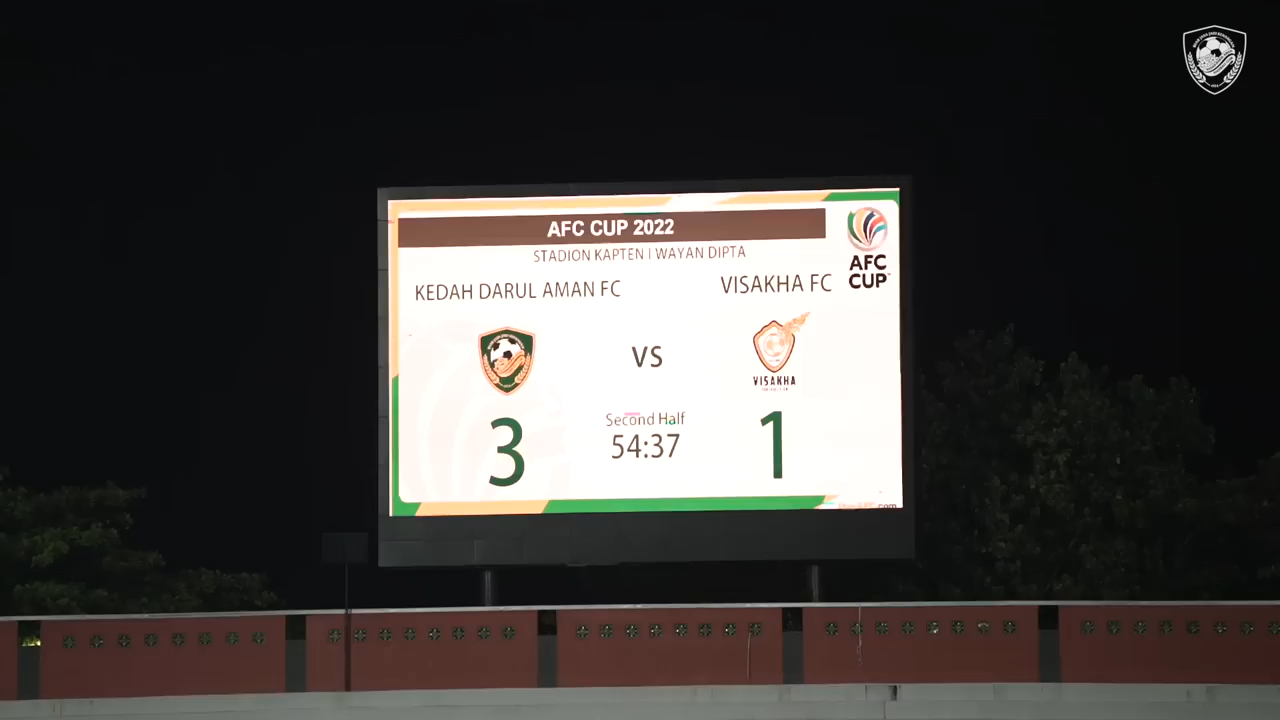 AFC CUP 2022
STADION KAPTEN I WAYAN DIPTA
KEDAH DARUL AMAN FC
VISAKHA FC
AFC
CUP
VS
VISAKHA
3
Second Half
54:37
1